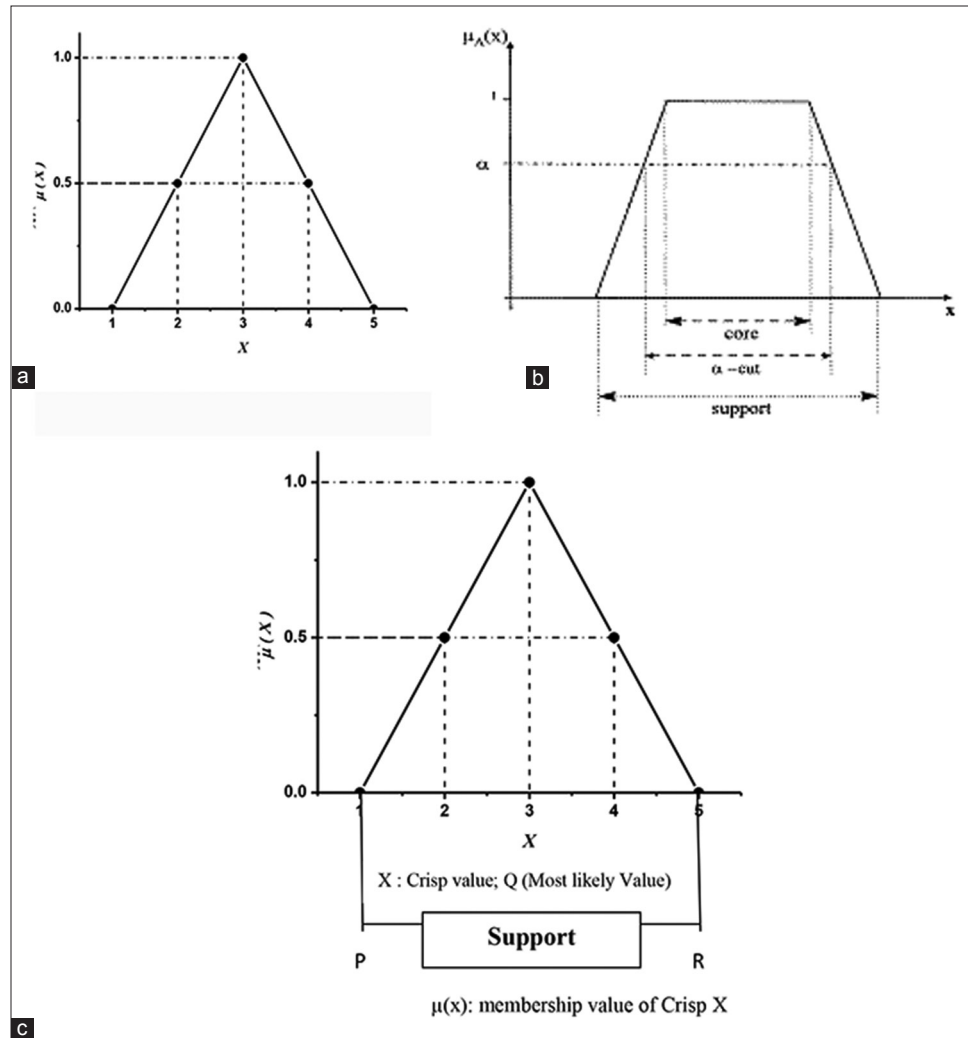 1.0
0.5
0.0
μ(X)
1 2 3 4 5
X
a
μA(x)
1
α
x
core
α -cut
support
b
1.0
0.5
0.0
μ(X)
2 3 4 5
X
X : Crisp value; Q (Most likely Value)
Support
P R
μ(x): membership value of Crisp X
c